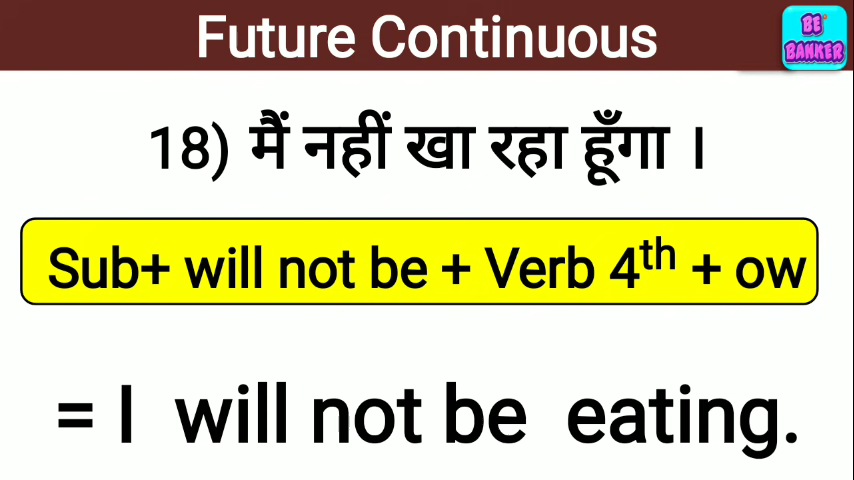 Future Continuous
BE
BANKER
18) मैं नहीं खा रहा हूँगा ।
Sub+ will not be + Verb 4th + ow
= I will not be eating.